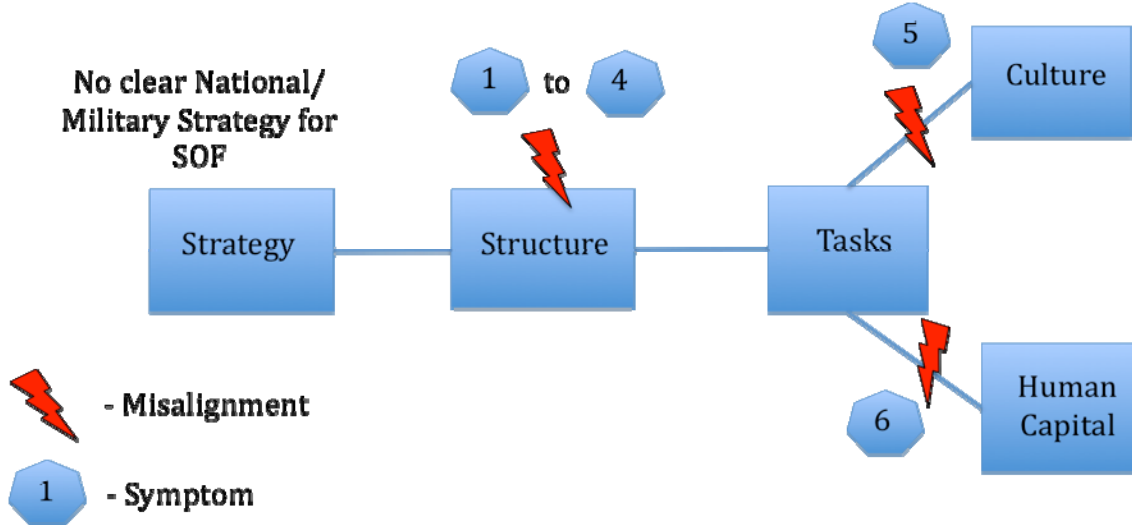 No clear National/
Military Strategy for
SOF
1 to 4
5
Culture
Strategy
Structure
Tasks
6
Human
Capital
- Misalignment
1 - Symptom